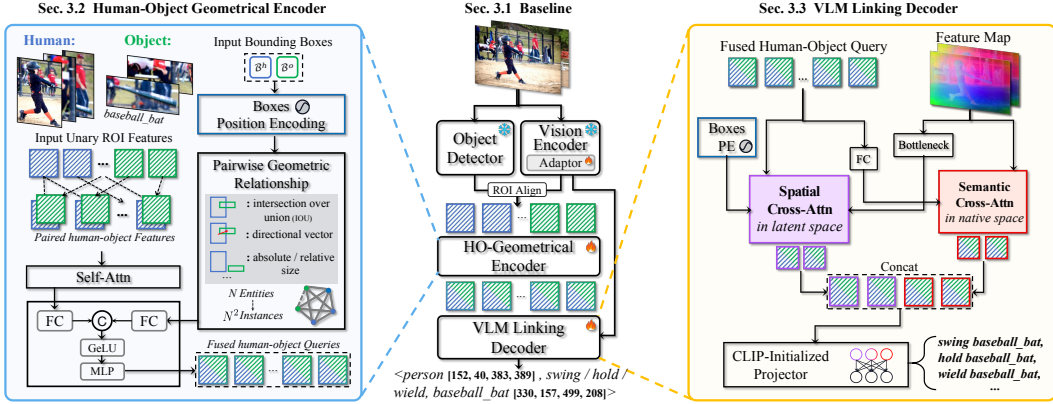 Sec. 3.2 Human-Object Geometrical Encoder
Human:
Object:
baseball_bat
Input Unary ROI Features
Paired human-object Features
Self-Attn
FC
C
FC
GeLU
MLP
Input Bounding Boxes
ℬʰ ℬᵒ
Boxes
Position Encoding
Pairwise Geometric
Relationship
: intersection over
union (IOU)
: directional vector
: absolute / relative
size
...
N Entities
N² Instances
Fused human-object Queries
Sec. 3.1 Baseline
Object
Detector
Vision
Encoder
Adaptor
ROI Align
HO-Geometrical
Encoder
VLM Linking
Decoder
<person [152, 40, 383, 389] , swing / hold /
wield, baseball_bat [330, 157, 499, 208]>
Sec. 3.3 VLM Linking Decoder
Fused Human-Object Query
Feature Map
Boxes
PE
FC
Bottleneck
Spatial
Cross-Attn
in latent space
Semantic
Cross-Attn
in native space
Concat
CLIP-Initialized
Projector
swing baseball_bat,
hold baseball_bat,
wield baseball_bat,
...